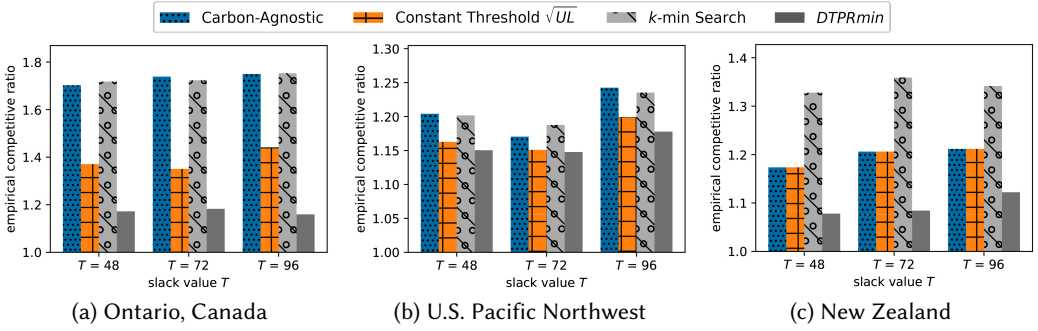 Carbon-Agnostic
Constant Threshold √UL
k-min Search
DTPRmin
empirical competitive ratio
1.8
1.6
1.4
1.2
1.0
T = 48
T = 72
T = 96
slack value T
(a) Ontario, Canada
empirical competitive ratio
1.30
1.25
1.20
1.15
1.10
1.05
1.00
T = 48
T = 72
T = 96
slack value T
(b) U.S. Pacific Northwest
empirical competitive ratio
1.4
1.3
1.2
1.1
1.0
T = 48
T = 72
T = 96
slack value T
(c) New Zealand